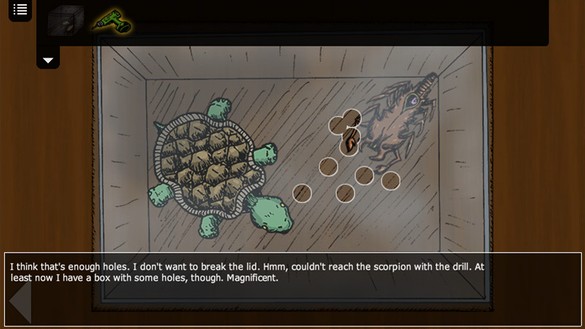 I think that's enough holes. I don't want to break the lid. Hmm, couldn't reach the scorpion with the drill. At
least now I have a box with some holes, though. Magnificent.